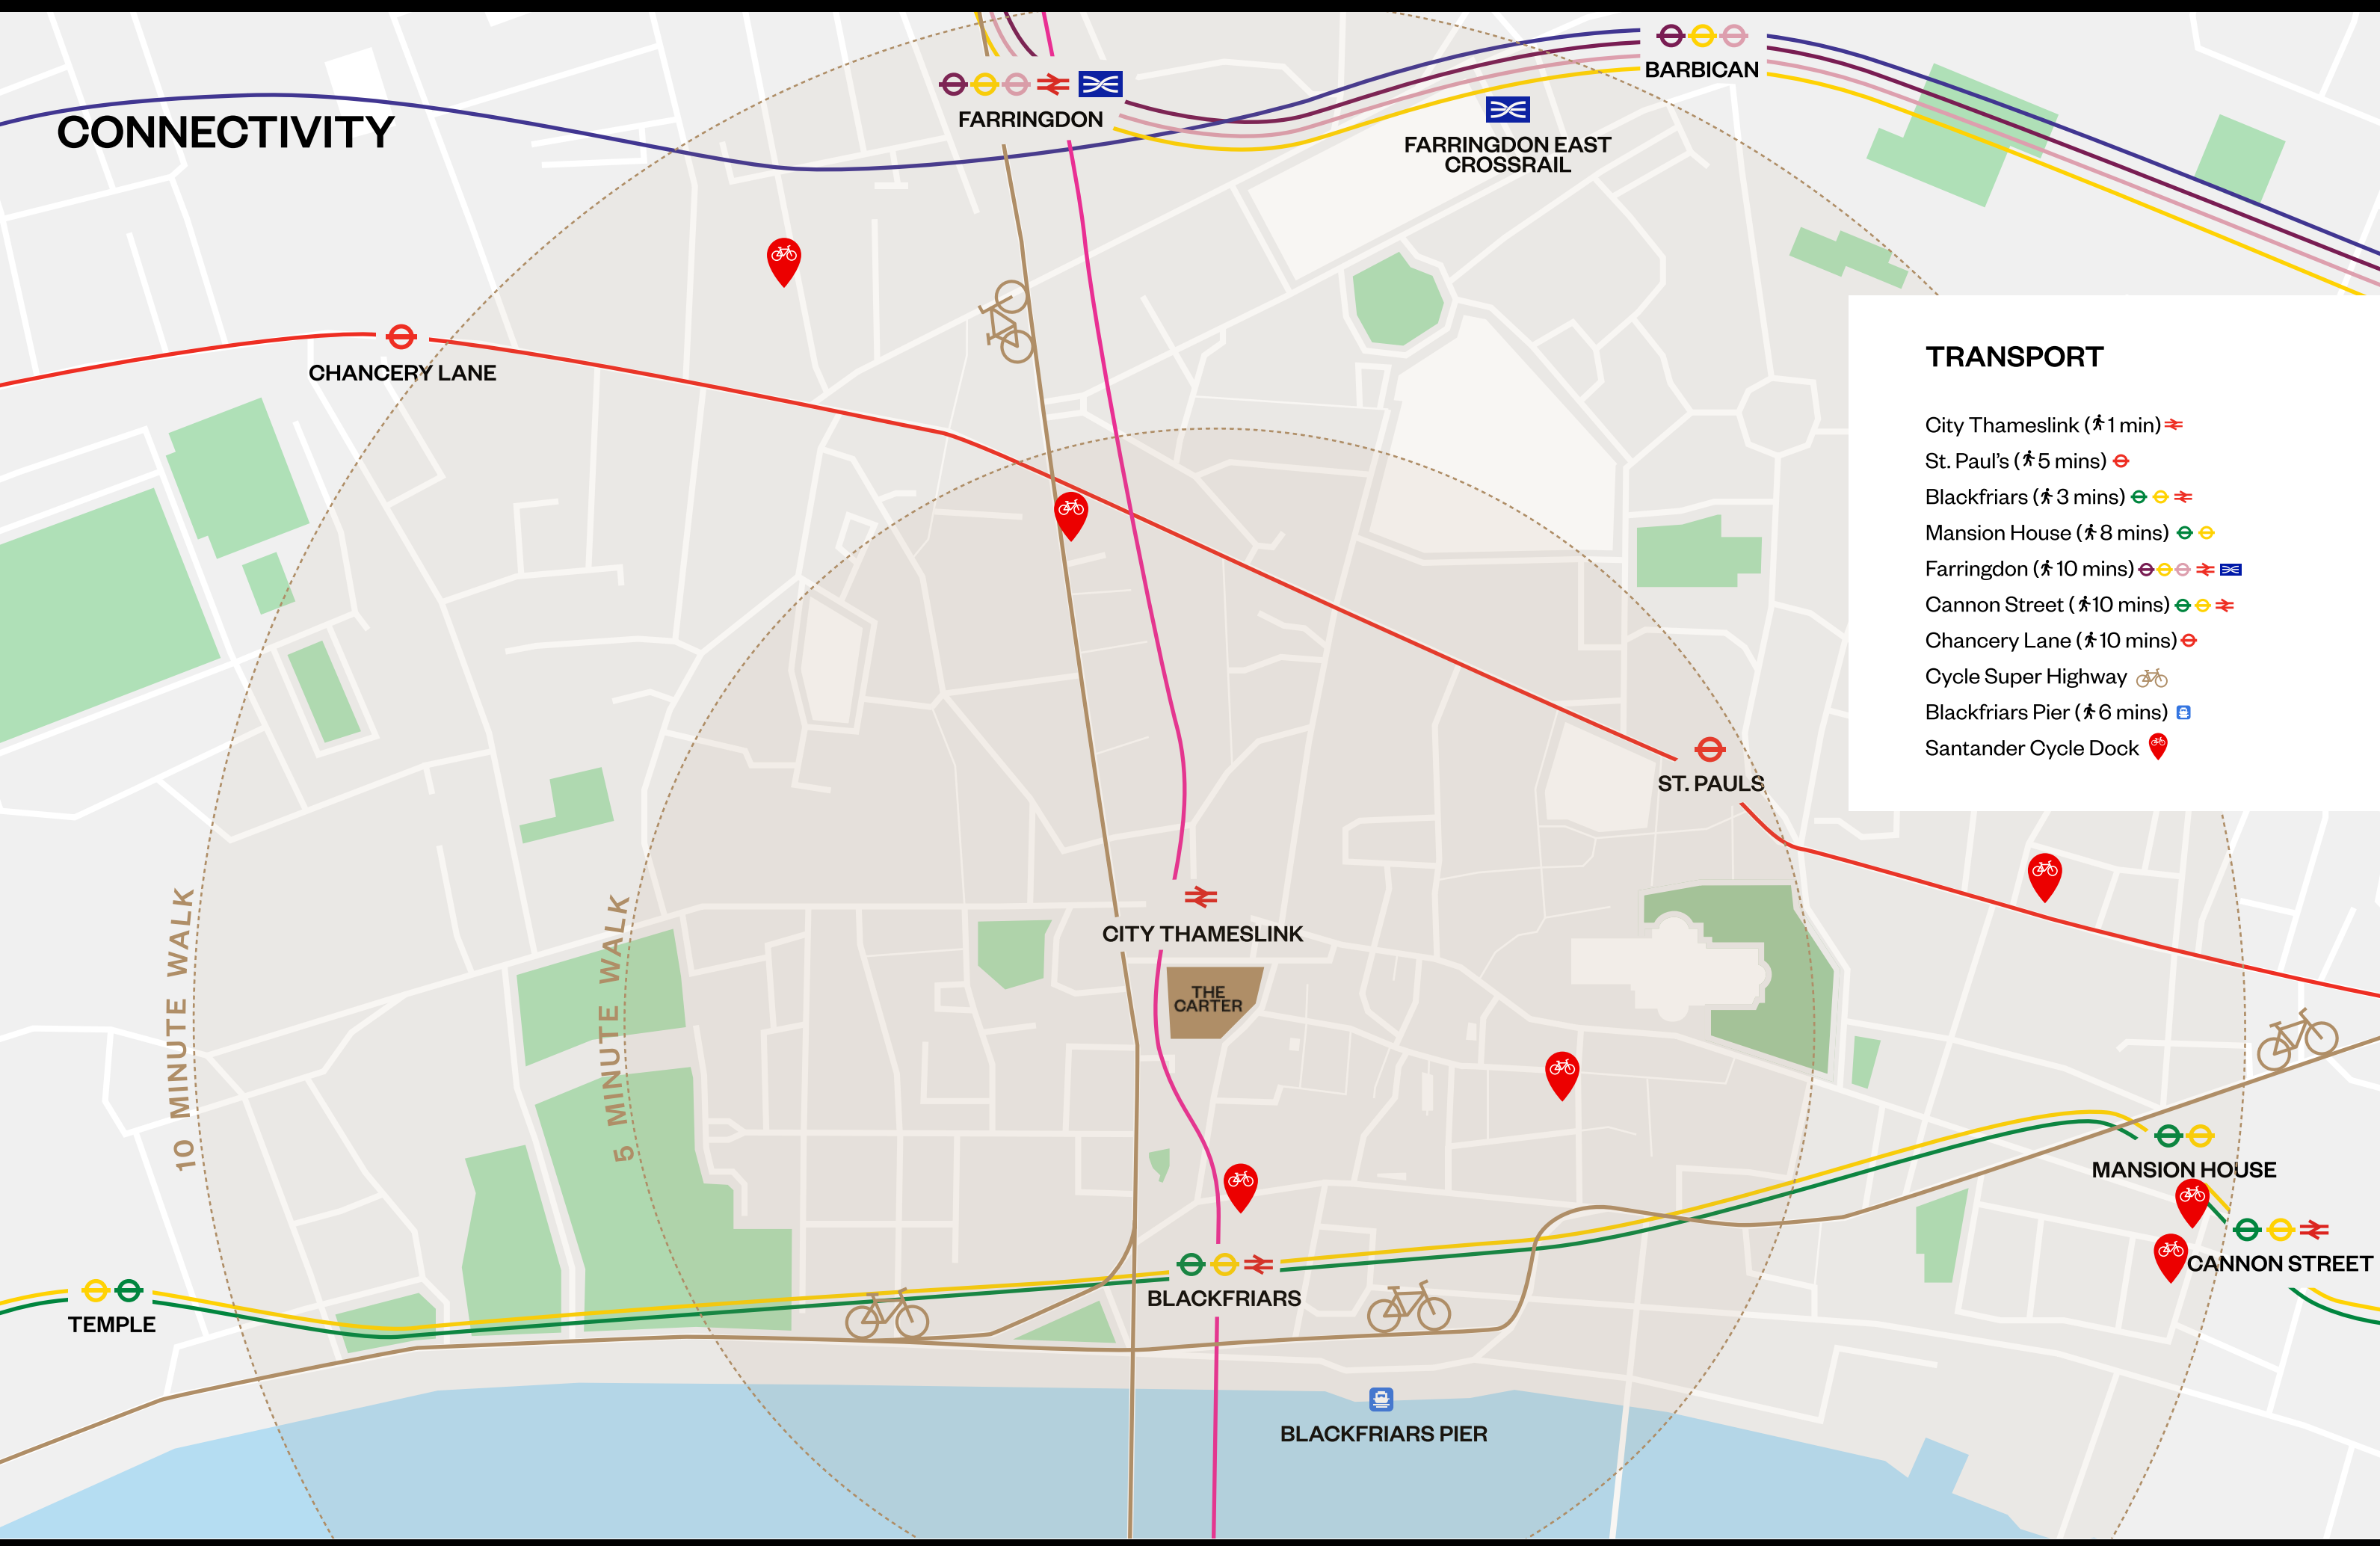 CONNECTIVITY
FARRINGDON
BARBICAN
FARRINGDON EAST
CROSSRAIL
CHANCERY LANE
TRANSPORT
City Thameslink (1 min)
St. Paul's (5 mins)
Blackfriars (3 mins)
Mansion House (8 mins)
Farringdon (10 mins)
Cannon Street (10 mins)
Chancery Lane (10 mins)
Cycle Super Highway
Blackfriars Pier (6 mins)
Santander Cycle Dock
ST. PAULS
10 MINUTE WALK
5 MINUTE WALK
CITY THAMESLINK
THE
CARTER
MANSION HOUSE
CANNON STREET
BLACKFRIARS
TEMPLE
BLACKFRIARS PIER